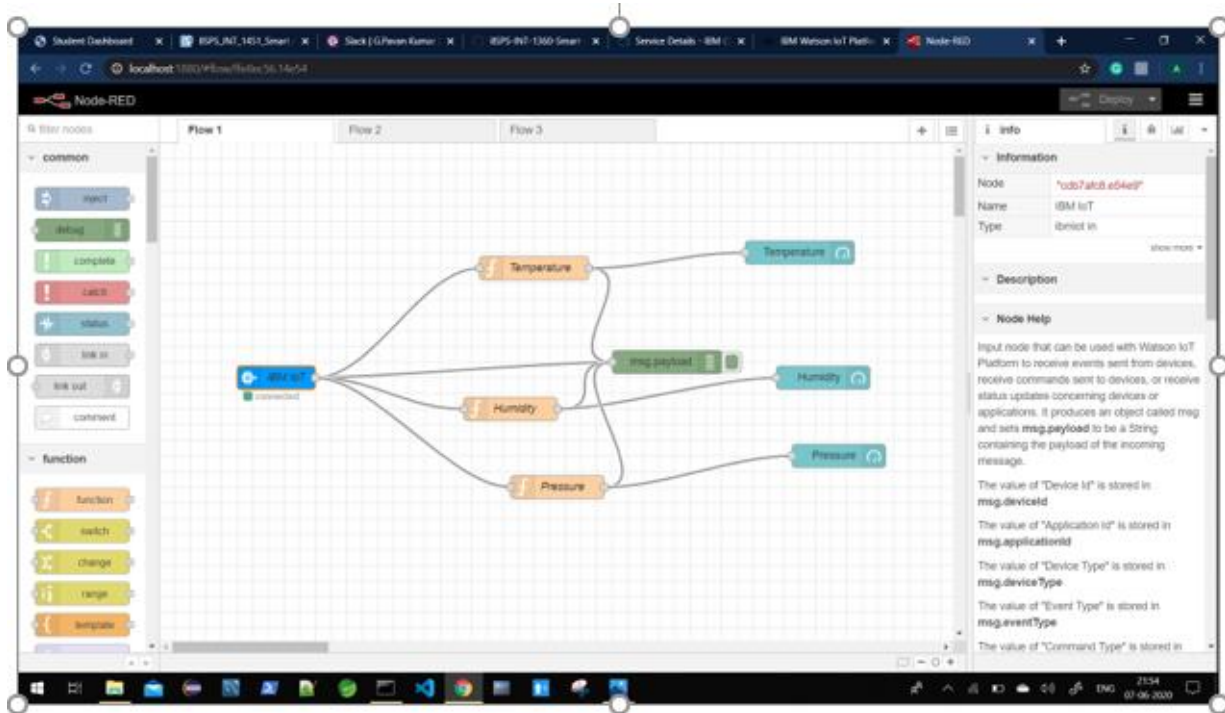 Student Dashboard
IISPS_INT_1451_Smart
Slack | G.Pavan Kumar
IISPS-INT-1360-Smart
Service Details - IBM
IBM Watson IoT Platfo
Node-RED
localhost
Node-RED
Deploy
filter nodes
Flow 1
Flow 2
Flow 3
info
common
inject
debug
complete
catch
status
link in
link out
comment
function
function
switch
change
range
template
Temperature
Temperature
msg.payload
IBM IoT
connected
Humidity
Humidity
Pressure
Pressure
Information
Node
Name IBM IoT
Type ibmiot in
show more
Description
Node Help
Input node that can be used with Watson IoT
Platform to receive events sent from devices,
receive commands sent to devices, or receive
status updates concerning devices or
applications. It produces an object called msg
and sets msg.payload to be a String
containing the payload of the incoming
message.
The value of "Device Id" is stored in
msg.deviceId
The value of "Application Id" is stored in
msg.applicationId
The value of "Device Type" is stored in
msg.deviceType
The value of "Event Type" is stored in
msg.eventType
The value of "Command Type" is stored in
ENG
21:54
07-06-2020